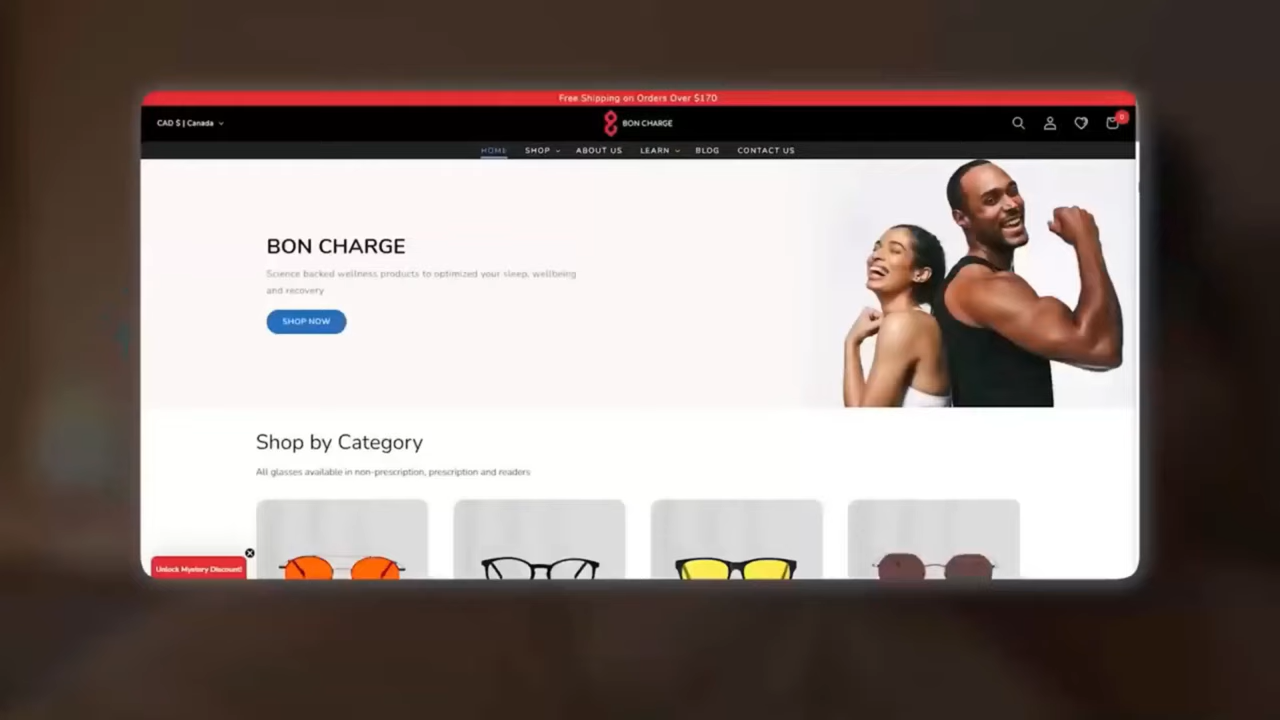 Free Shipping on Orders Over $170
CAD $ | Canada
BON CHARGE
0
HOME SHOP ABOUT US LEARN BLOG CONTACT US
BON CHARGE
Science backed wellness products to optimized your sleep, wellbeing
and recovery
SHOP NOW
Shop by Category
All glasses available in non-prescription, prescription and readers
Unlock Mystery Discount!